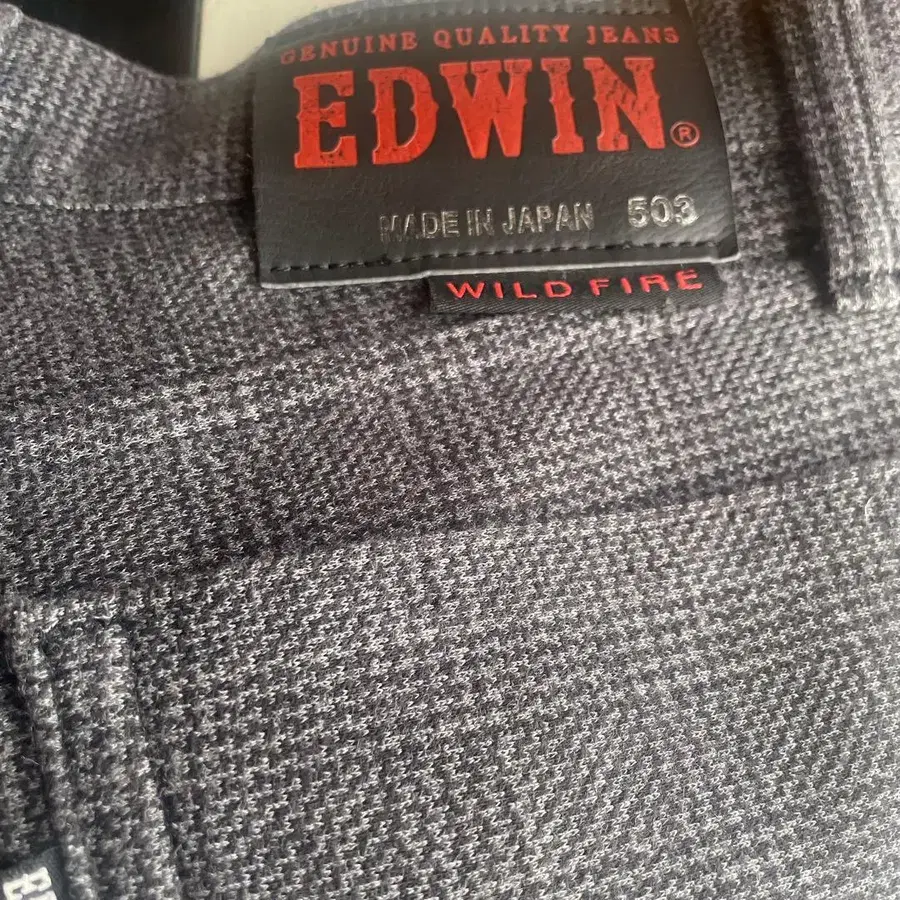 GENUINE QUALITY JEANS
EDWIN®
MADE IN JAPAN 503
WILD FIRE